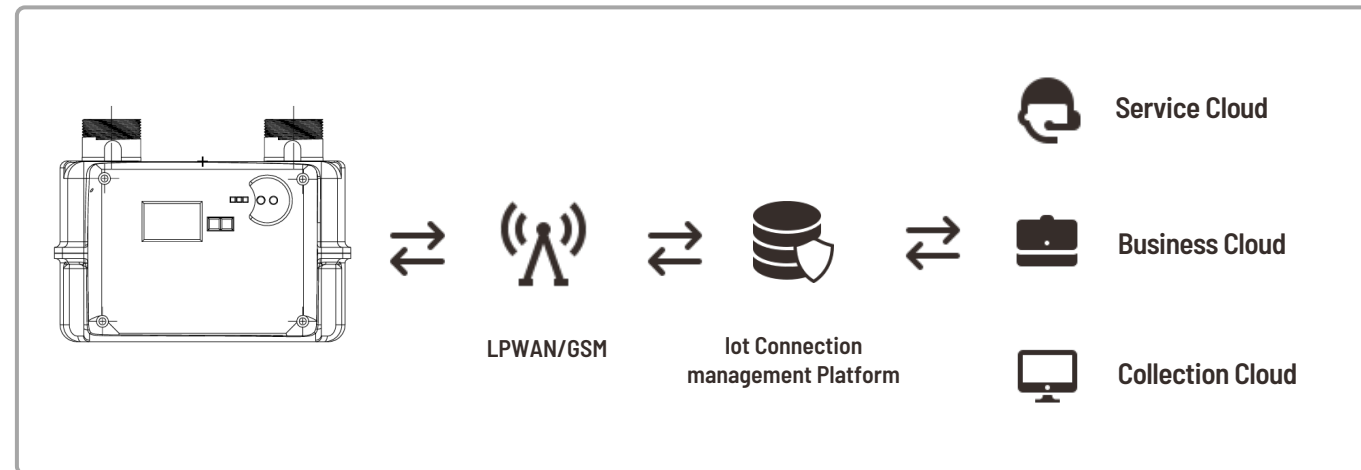 Service Cloud
Business Cloud
LPWAN/GSM
Iot Connection
management Platform
Collection Cloud